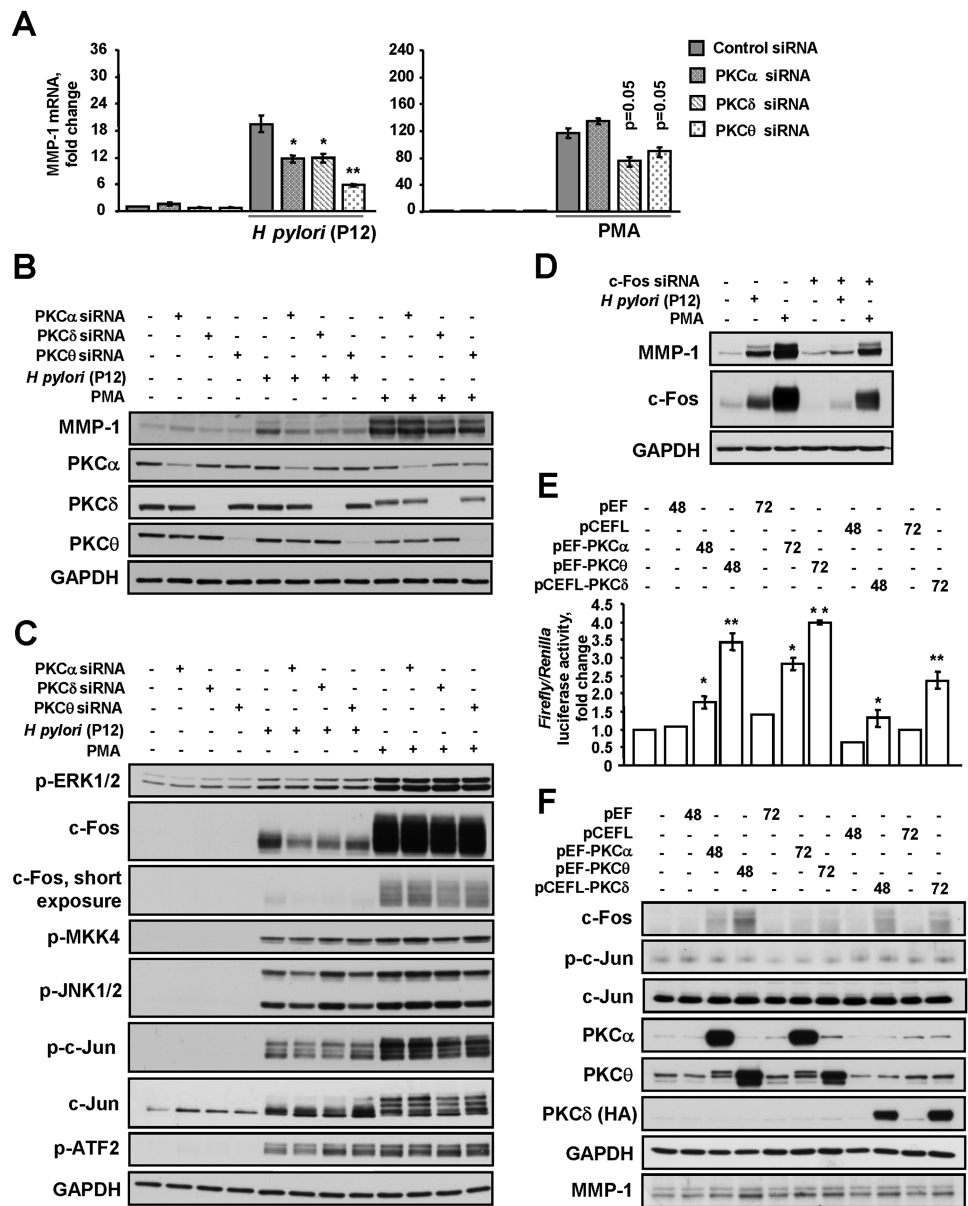 A
MMP-1 mRNA,
fold change
36
30
24
18
12
6
0
* * **
H pylori (P12)
240
200
160
120
80
40
0
p=0.05 p=0.05
PMA
Control siRNA
PKCα siRNA
PKCδ siRNA
PKCθ siRNA
B
PKCα siRNA - + - - - + - - - + - -
PKCδ siRNA - - + - - - + - - - + -
PKCθ siRNA - - - + - - - + - - - +
H pylori (P12) - - - - + + + + - - - -
PMA - - - - - - - - + + + +
MMP-1
PKCα
PKCδ
PKCθ
GAPDH
C
PKCα siRNA - + - - - + - - - + - -
PKCδ siRNA - - + - - - + - - - + -
PKCθ siRNA - - - + - - - + - - - +
H pylori (P12) - - - - + + + + - - - -
PMA - - - - - - - - + + + +
p-ERK1/2
c-Fos
c-Fos, short
exposure
p-MKK4
p-JNK1/2
p-c-Jun
c-Jun
p-ATF2
GAPDH
D
c-Fos siRNA - - - + + +
H pylori (P12) - + - - + -
PMA - - + - - +
MMP-1
c-Fos
GAPDH
E
pEF - 48 - - 72 - - - - - -
pCEFL - - - - - - - 48 - 72 -
pEF-PKCα - - 48 - - 72 - - - - -
pEF-PKCθ - - - 48 - - 72 - - - -
pCEFL-PKCδ - - - - - - - - 48 - 72
Firefly/Renilla
luciferase activity,
fold change
4.5
4.0
3.5
3.0
2.5
2.0
1.5
1.0
0.5
0.0
* ** * * * * **
F
pEF - 48 - - 72 - - - - - -
pCEFL - - - - - - - 48 - 72 -
pEF-PKCα - - 48 - - 72 - - - - -
pEF-PKCθ - - - 48 - - 72 - - - -
pCEFL-PKCδ - - - - - - - - 48 - 72
c-Fos
p-c-Jun
c-Jun
PKCα
PKCθ
PKCδ (HA)
GAPDH
MMP-1